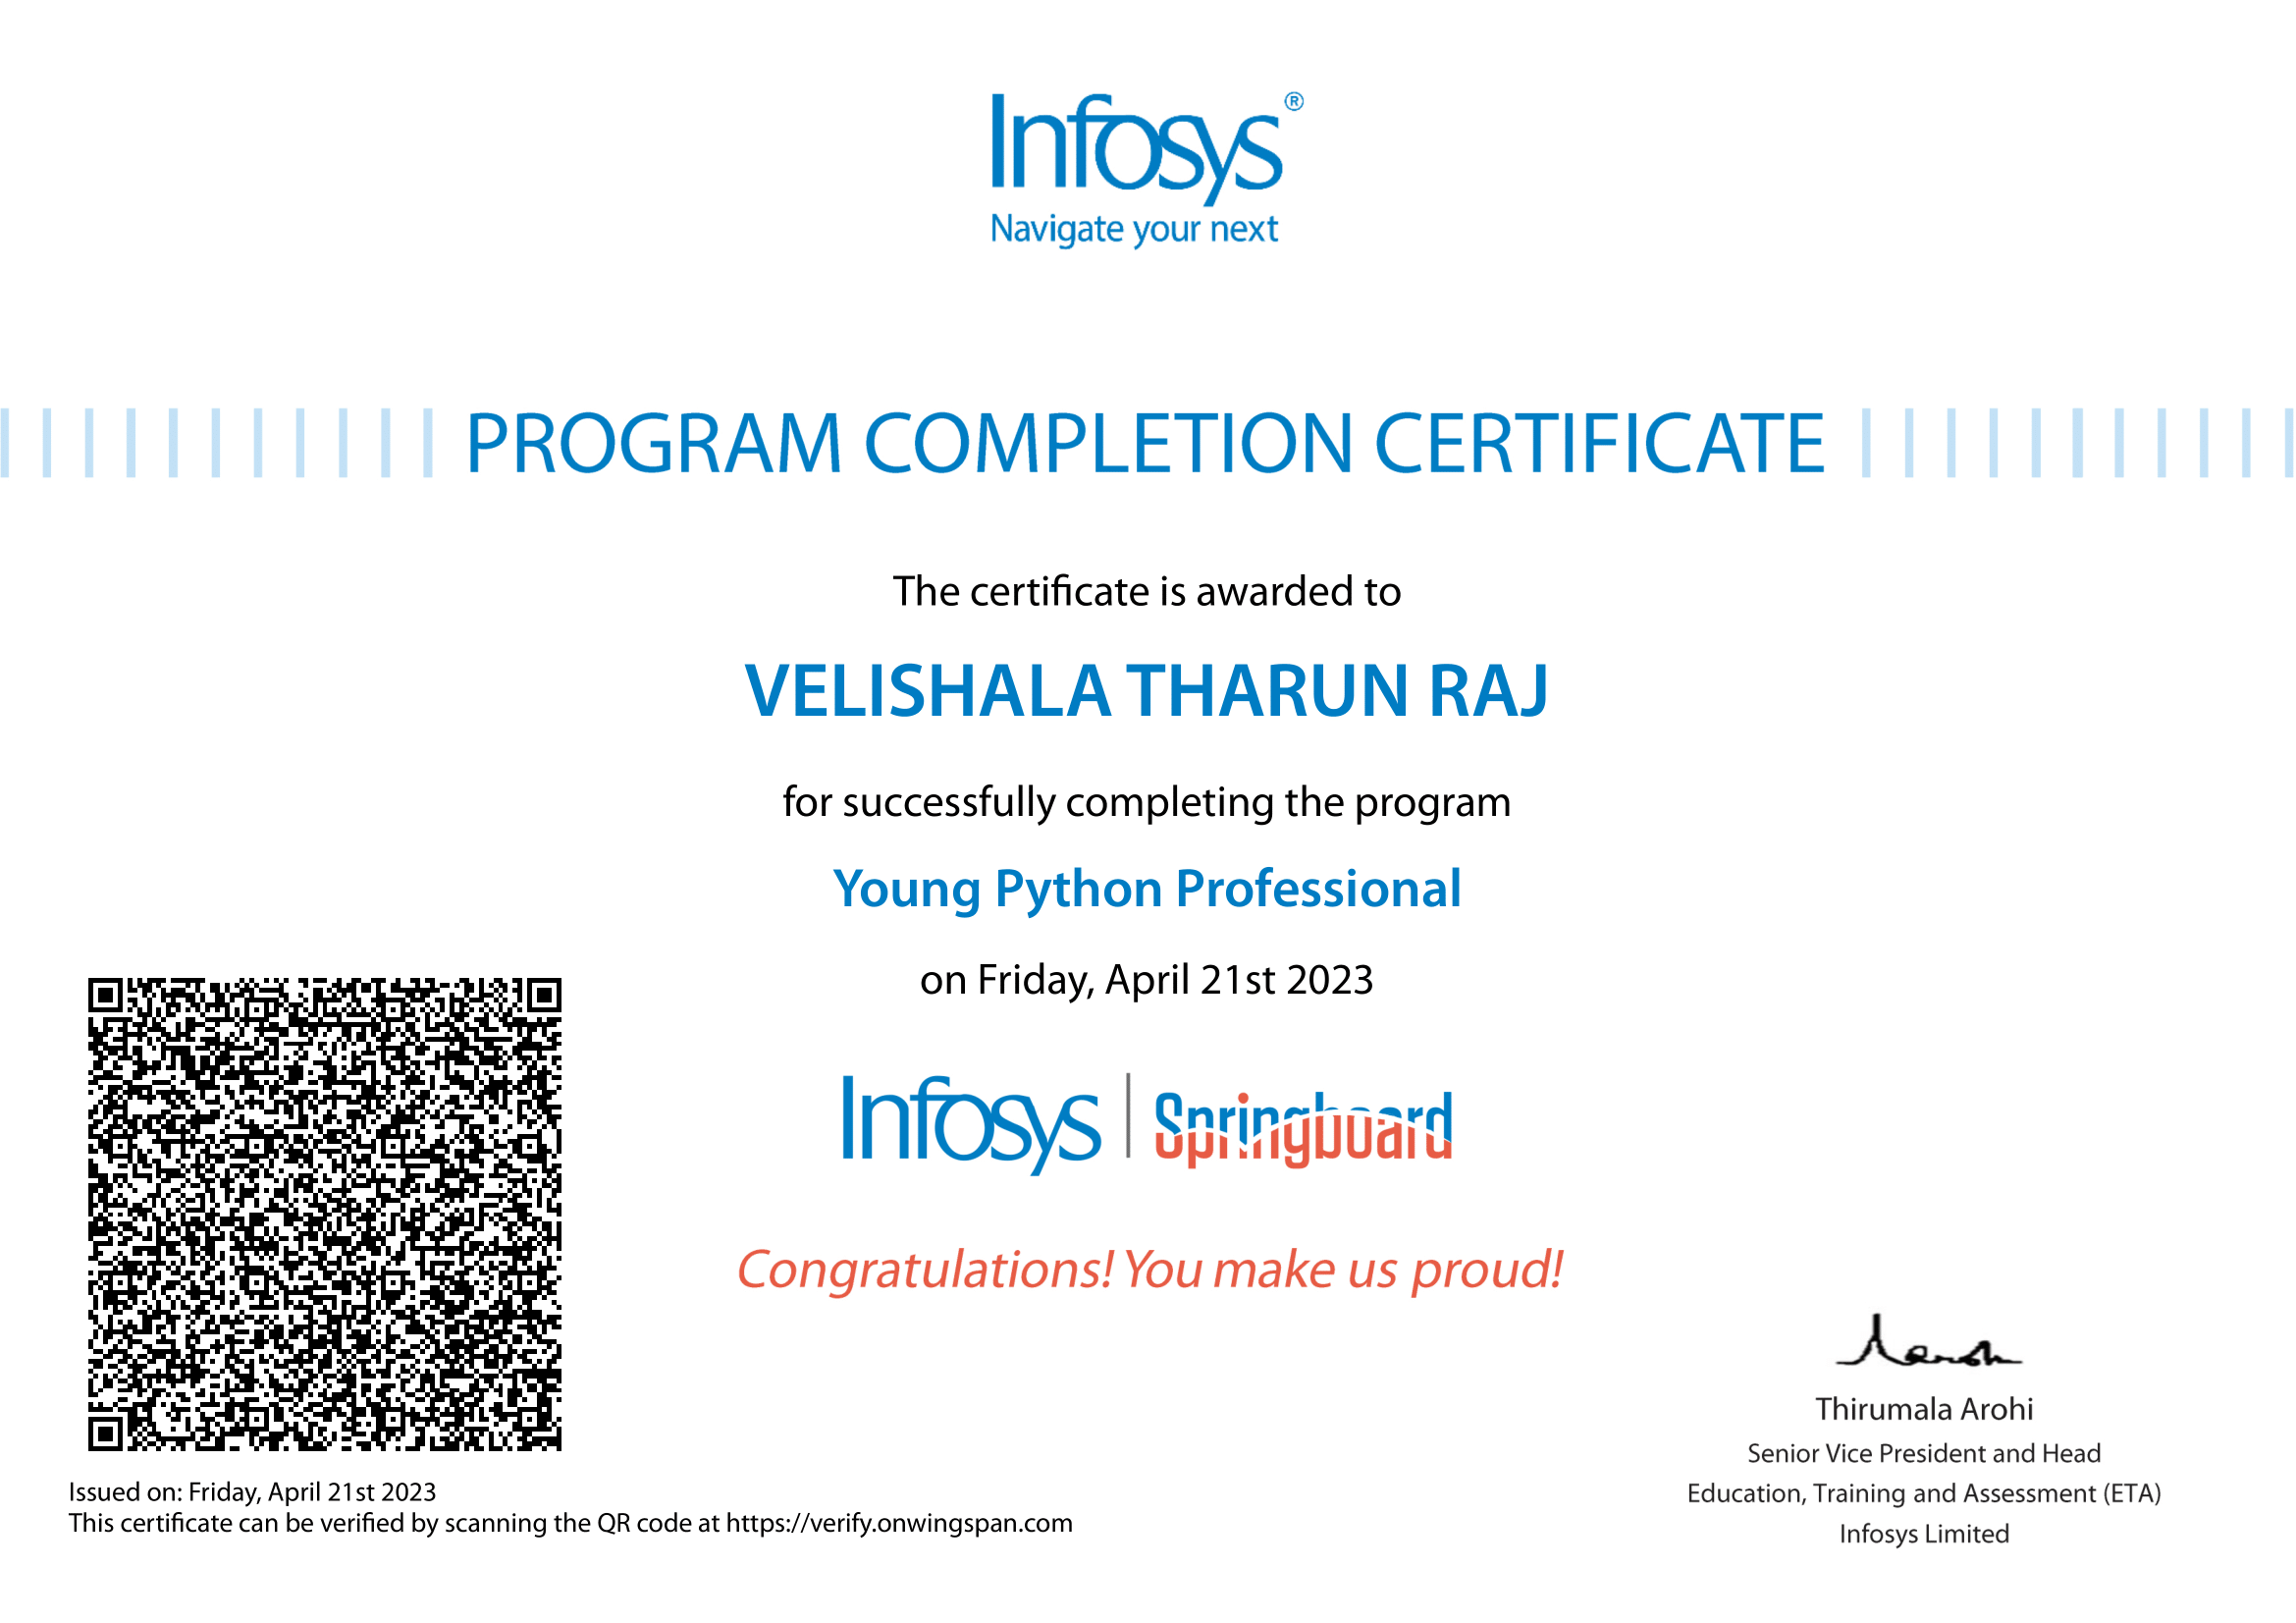 Infosys®
Navigate your next
PROGRAM COMPLETION CERTIFICATE
The certificate is awarded to
VELISHALA THARUN RAJ
for successfully completing the program
Young Python Professional
on Friday, April 21st 2023
Infosys | Springboard
Congratulations! You make us proud!
Thirumala Arohi
Senior Vice President and Head
Education, Training and Assessment (ETA)
Infosys Limited
Issued on: Friday, April 21st 2023
This certificate can be verified by scanning the QR code at https://verify.onwingspan.com